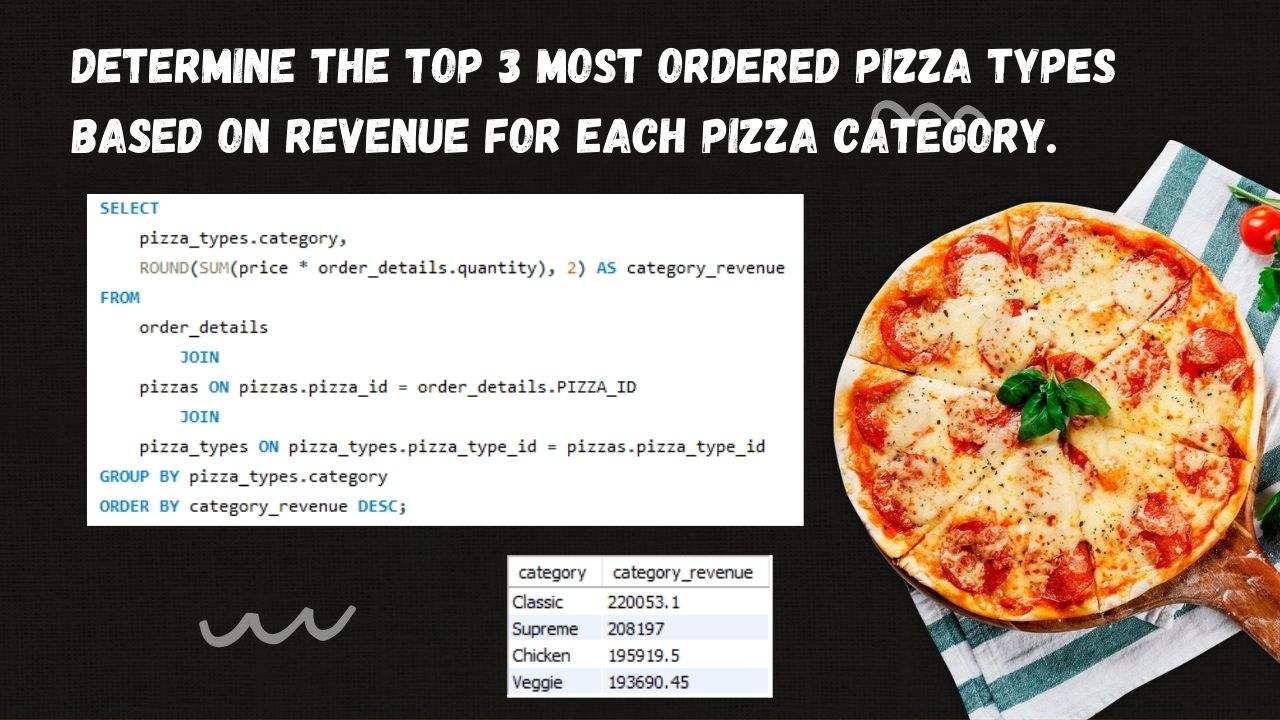 DETERMINE THE TOP 3 MOST ORDERED PIZZA TYPES
BASED ON REVENUE FOR EACH PIZZA CATEGORY.
SELECT
pizza_types.category,
ROUND(SUM(price * order_details.quantity), 2) AS category_revenue
FROM
order_details
JOIN
pizzas ON pizzas.pizza_id = order_details.PIZZA_ID
JOIN
pizza_types ON pizza_types.pizza_type_id = pizzas.pizza_type_id
GROUP BY pizza_types.category
ORDER BY category_revenue DESC;
category category_revenue
Classic 220053.1
Supreme 208197
Chicken 195919.5
Veggie 193690.45